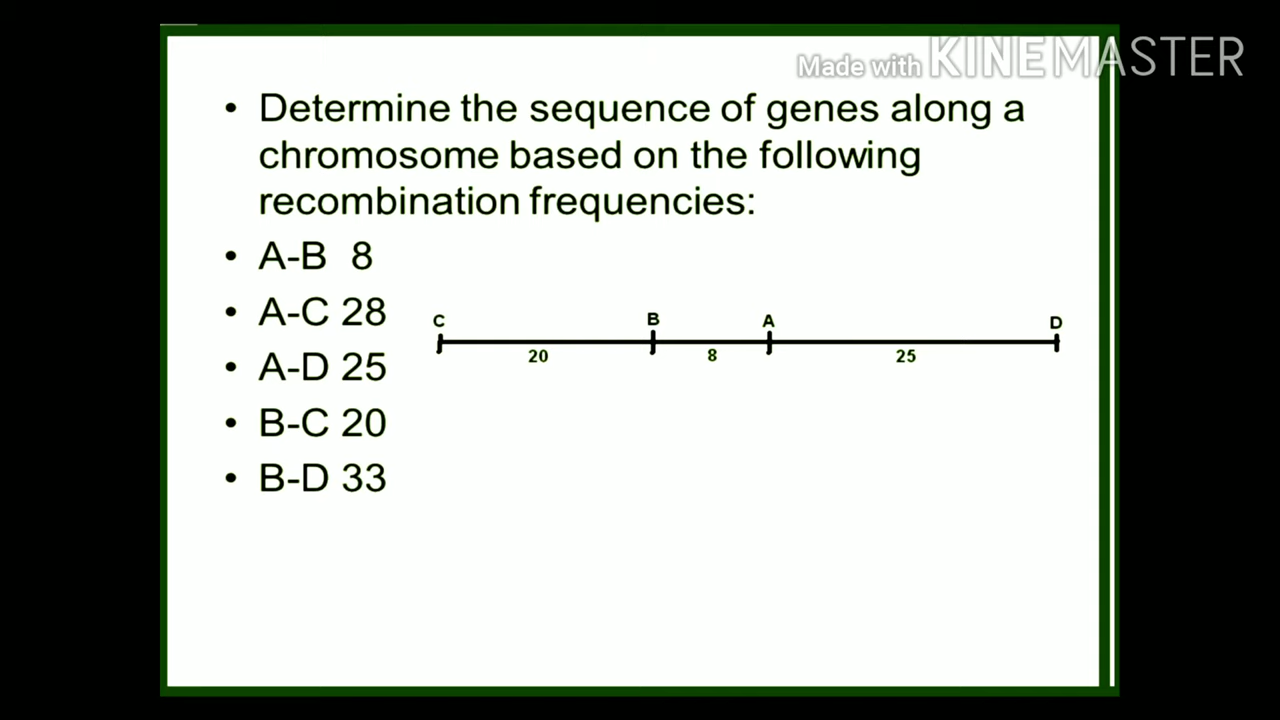 Made with KINEMASTER
• Determine the sequence of genes along a
chromosome based on the following
recombination frequencies:
• A-B 8
• A-C 28
• A-D 25
• B-C 20
• B-D 33
C B A D
20 8 25